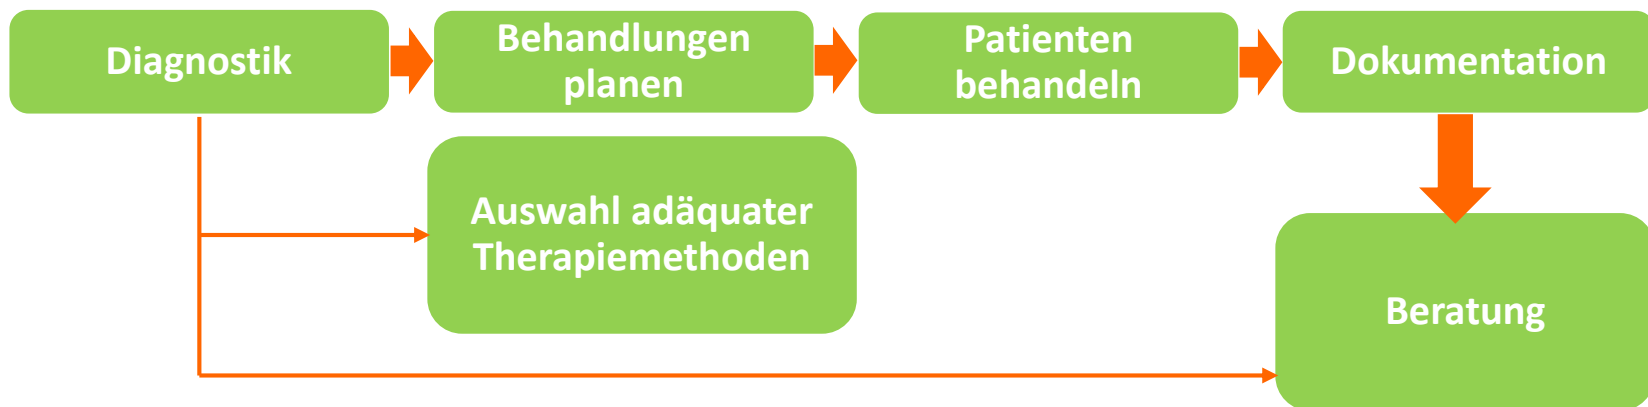 Diagnostik
Behandlungen
planen
Patienten
behandeln
Dokumentation
Auswahl adäquater
Therapiemethoden
Beratung